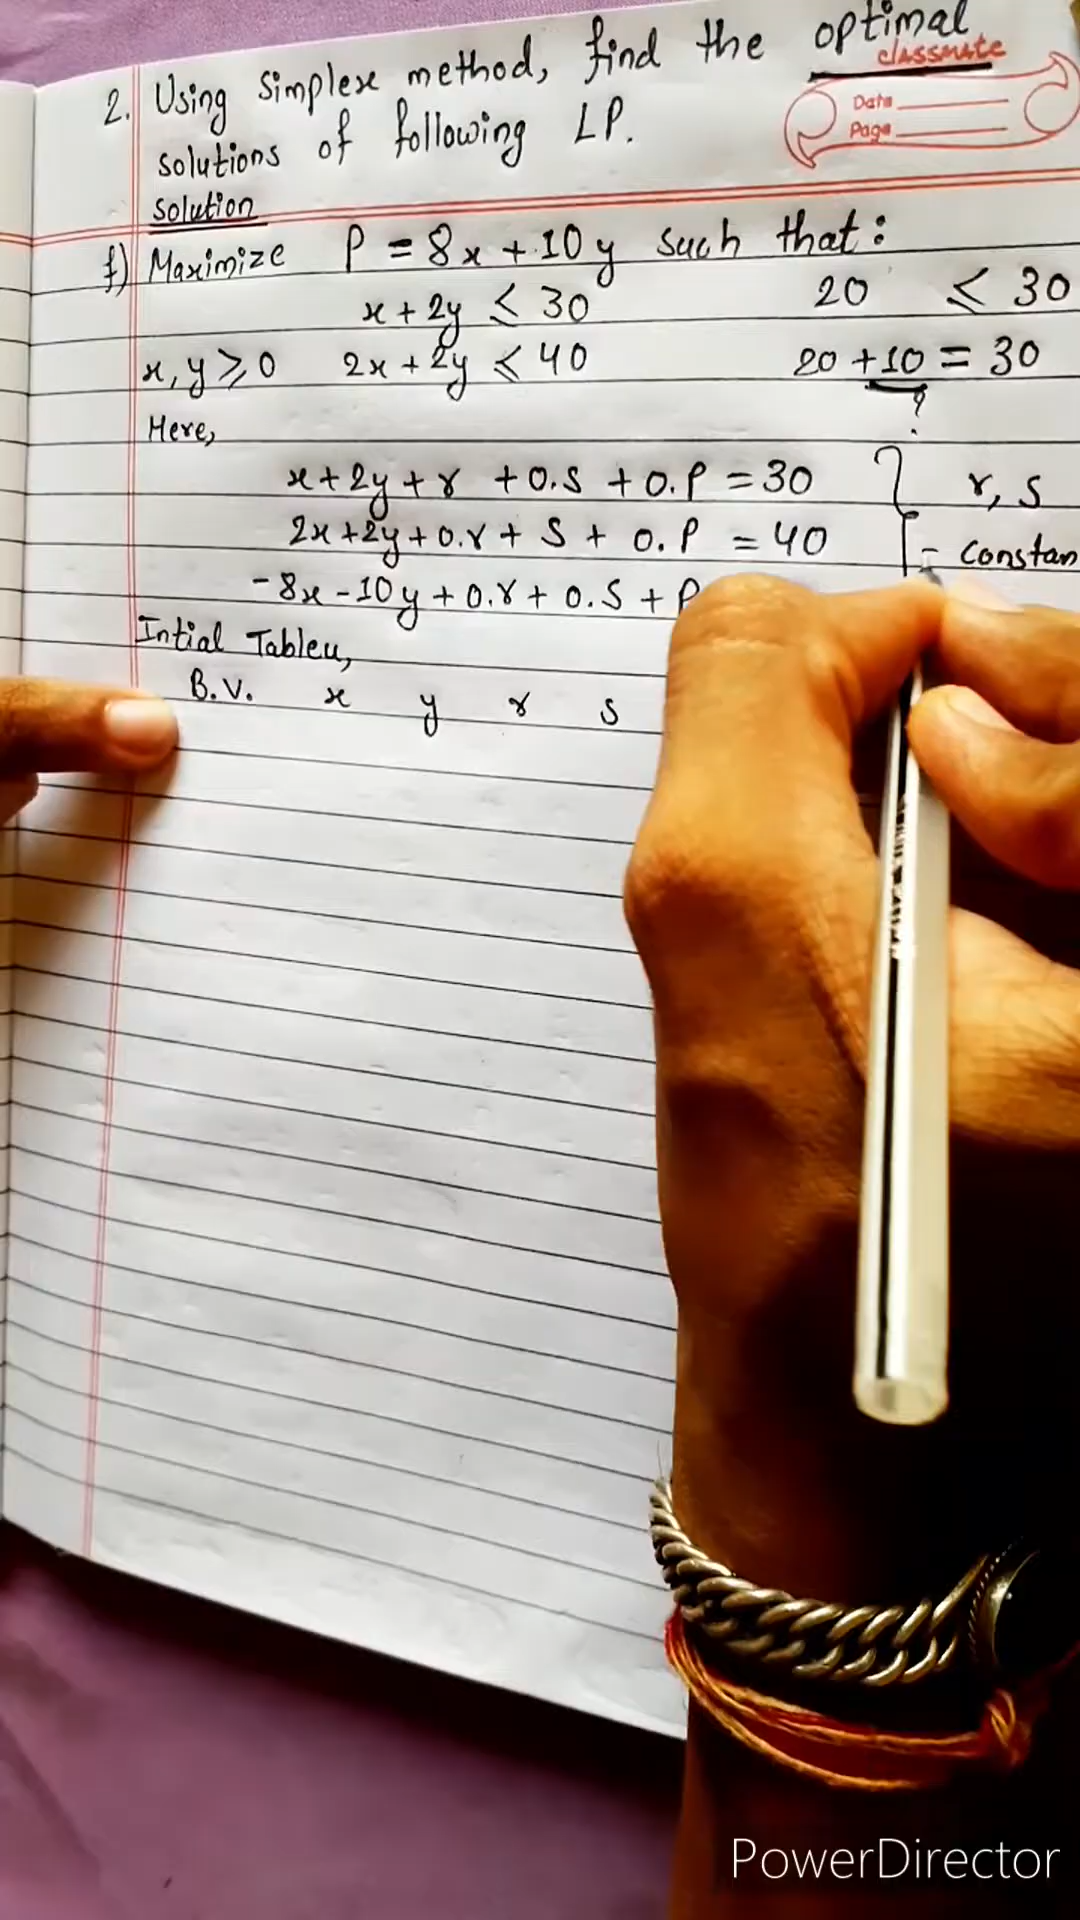 2. Using Simplex method, find the optimal
classmate
Date
Page
solutions of following LP.
solution
f) Maximize P = 8x + 10y such that:
x + 2y ≤ 30 20 ≤ 30
x, y ≥ 0 2x + 2y ≤ 40 20 + 10 = 30
?
Here,
x + 2y + r + 0.S + 0.P = 30 r, s
2x + 2y + 0.r + S + 0.P = 40 - Constan
-8x - 10y + 0.r + 0.S + P
Intial Tableu,
B.V. x y r s
PowerDirector